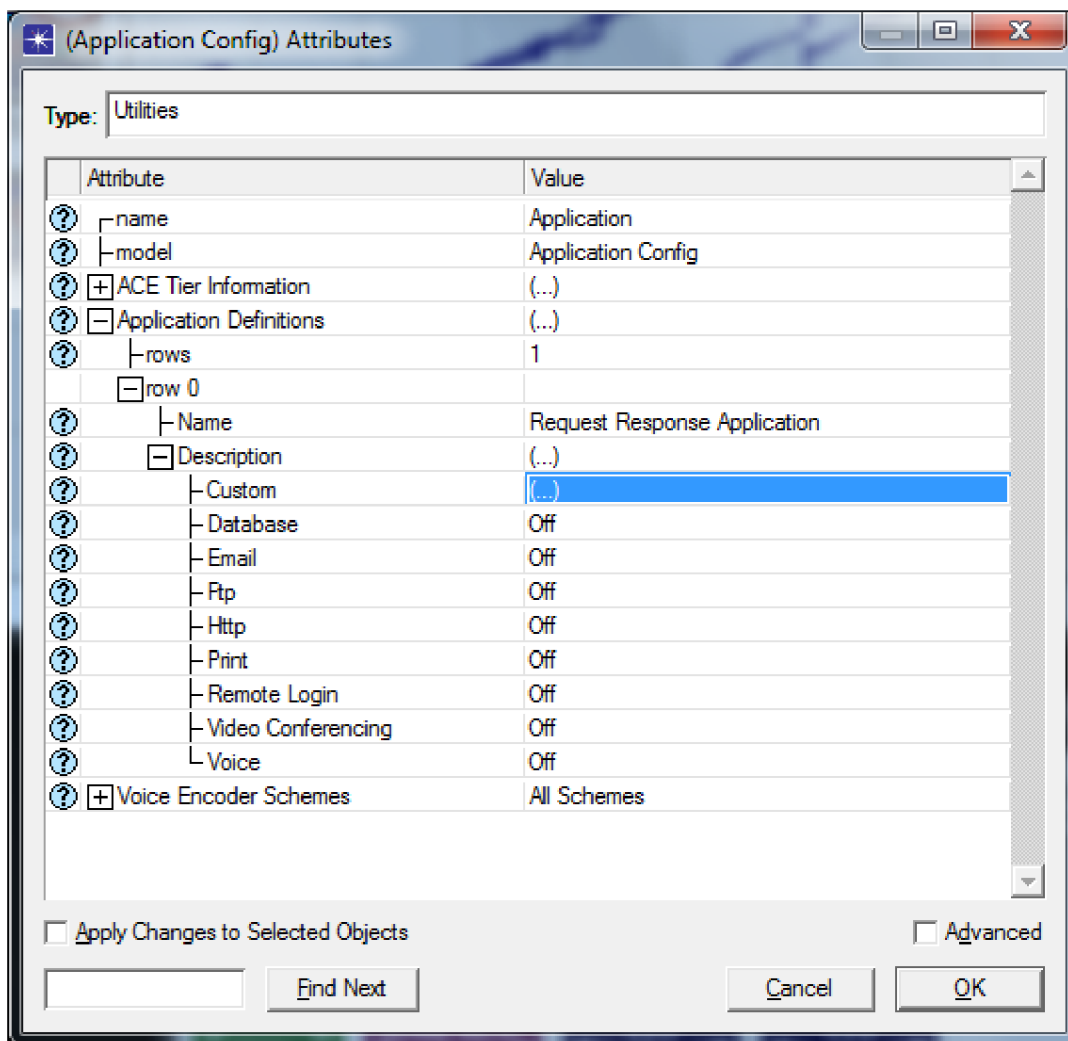 (Application Config) Attributes
Type: Utilities
Attribute Value
name Application
model Application Config
ACE Tier Information (...)
Application Definitions (...)
rows 1
row 0
Name Request Response Application
Description (...)
Custom (...)
Database Off
Email Off
Ftp Off
Http Off
Print Off
Remote Login Off
Video Conferencing Off
Voice Off
Voice Encoder Schemes All Schemes
Apply Changes to Selected Objects Advanced
Find Next Cancel OK